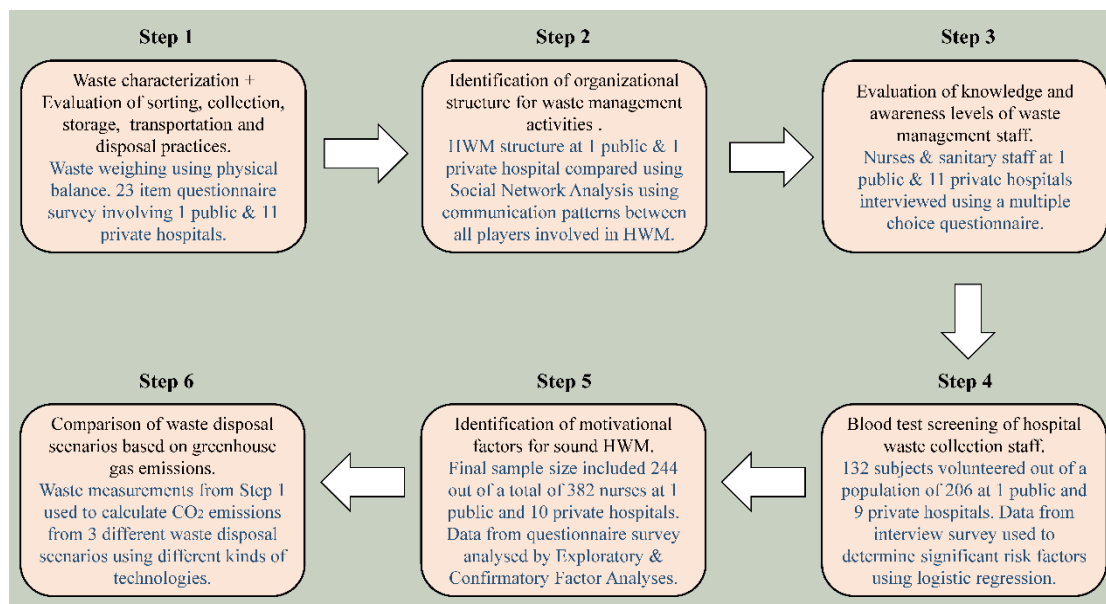 Step 1
Waste characterization +
Evaluation of sorting, collection,
storage, transportation and
disposal practices.
Waste weighing using physical
balance. 23 item questionnaire
survey involving 1 public & 11
private hospitals.
Step 2
Identification of organizational
structure for waste management
activities .
HWM structure at 1 public & 1
private hospital compared using
Social Network Analysis using
communication patterns between
all players involved in HWM.
Step 3
Evaluation of knowledge and
awareness levels of waste
management staff.
Nurses & sanitary staff at 1
public & 11 private hospitals
interviewed using a multiple
choice questionnaire.
Step 4
Blood test screening of hospital
waste collection staff.
132 subjects volunteered out of a
population of 206 at 1 public and
9 private hospitals. Data from
interview survey used to
determine significant risk factors
using logistic regression.
Step 5
Identification of motivational
factors for sound HWM.
Final sample size included 244
out of a total of 382 nurses at 1
public and 10 private hospitals.
Data from questionnaire survey
analysed by Exploratory &
Confirmatory Factor Analyses.
Step 6
Comparison of waste disposal
scenarios based on greenhouse
gas emissions.
Waste measurements from Step 1
used to calculate CO₂ emissions
from 3 different waste disposal
scenarios using different kinds of
technologies.